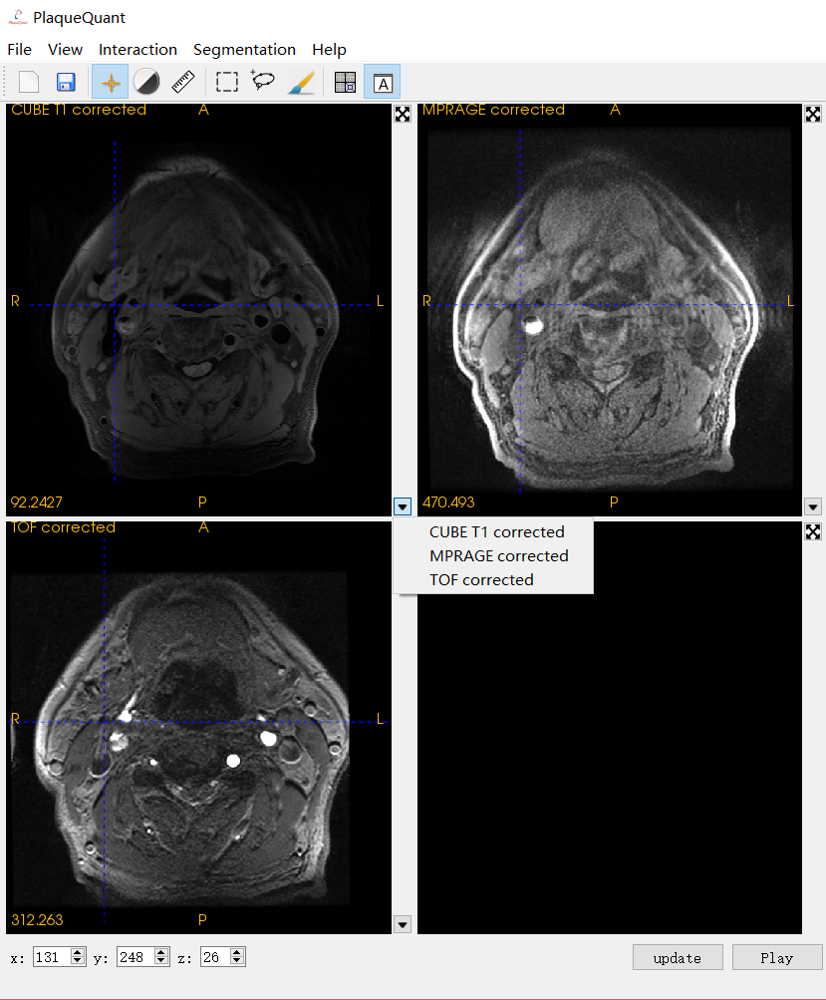 PlaqueQuant
File View Interaction Segmentation Help
A
CUBE T1 corrected A
R L
92.2427 P
MPRAGE corrected A
R L
470.493 P
CUBE T1 corrected
MPRAGE corrected
TOF corrected
TOF corrected A
R L
312.263 P
x: 131 y: 248 z: 26 update Play